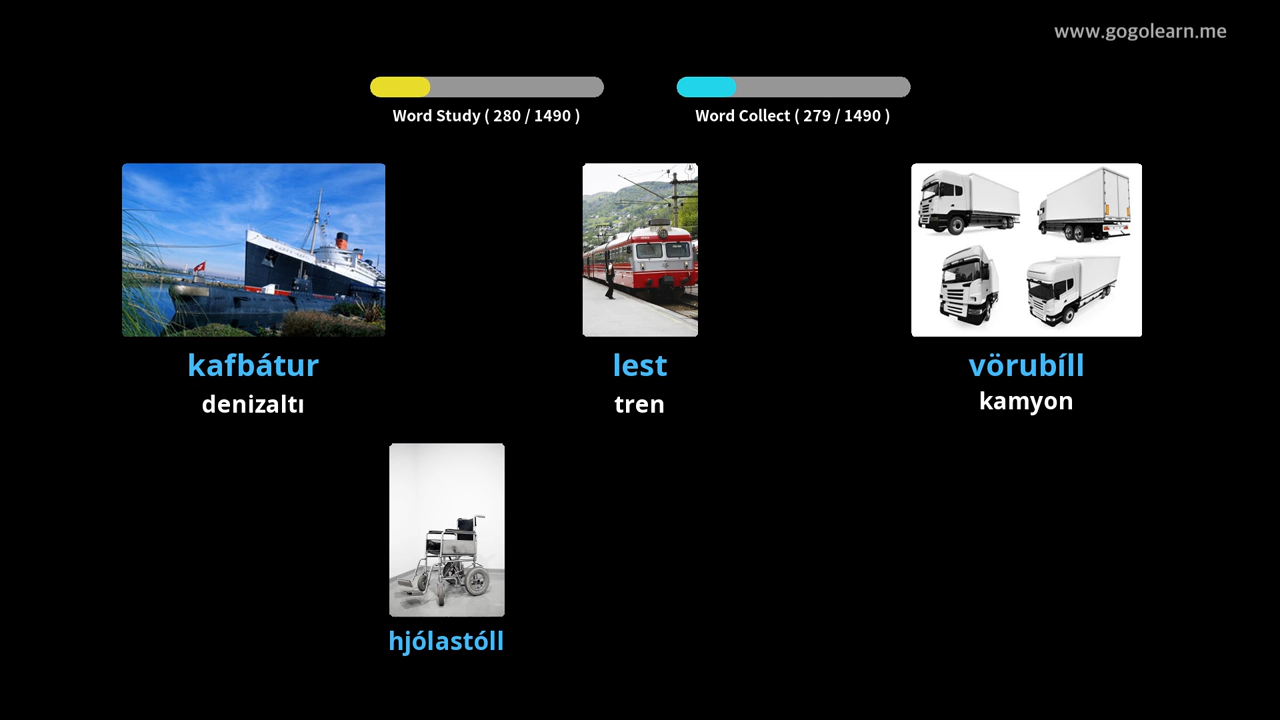 www.gogolearn.me
Word Study ( 280 / 1490 )
Word Collect ( 279 / 1490 )
kafbátur
lest
vörubíll
denizaltı
tren
kamyon
hjólastóll